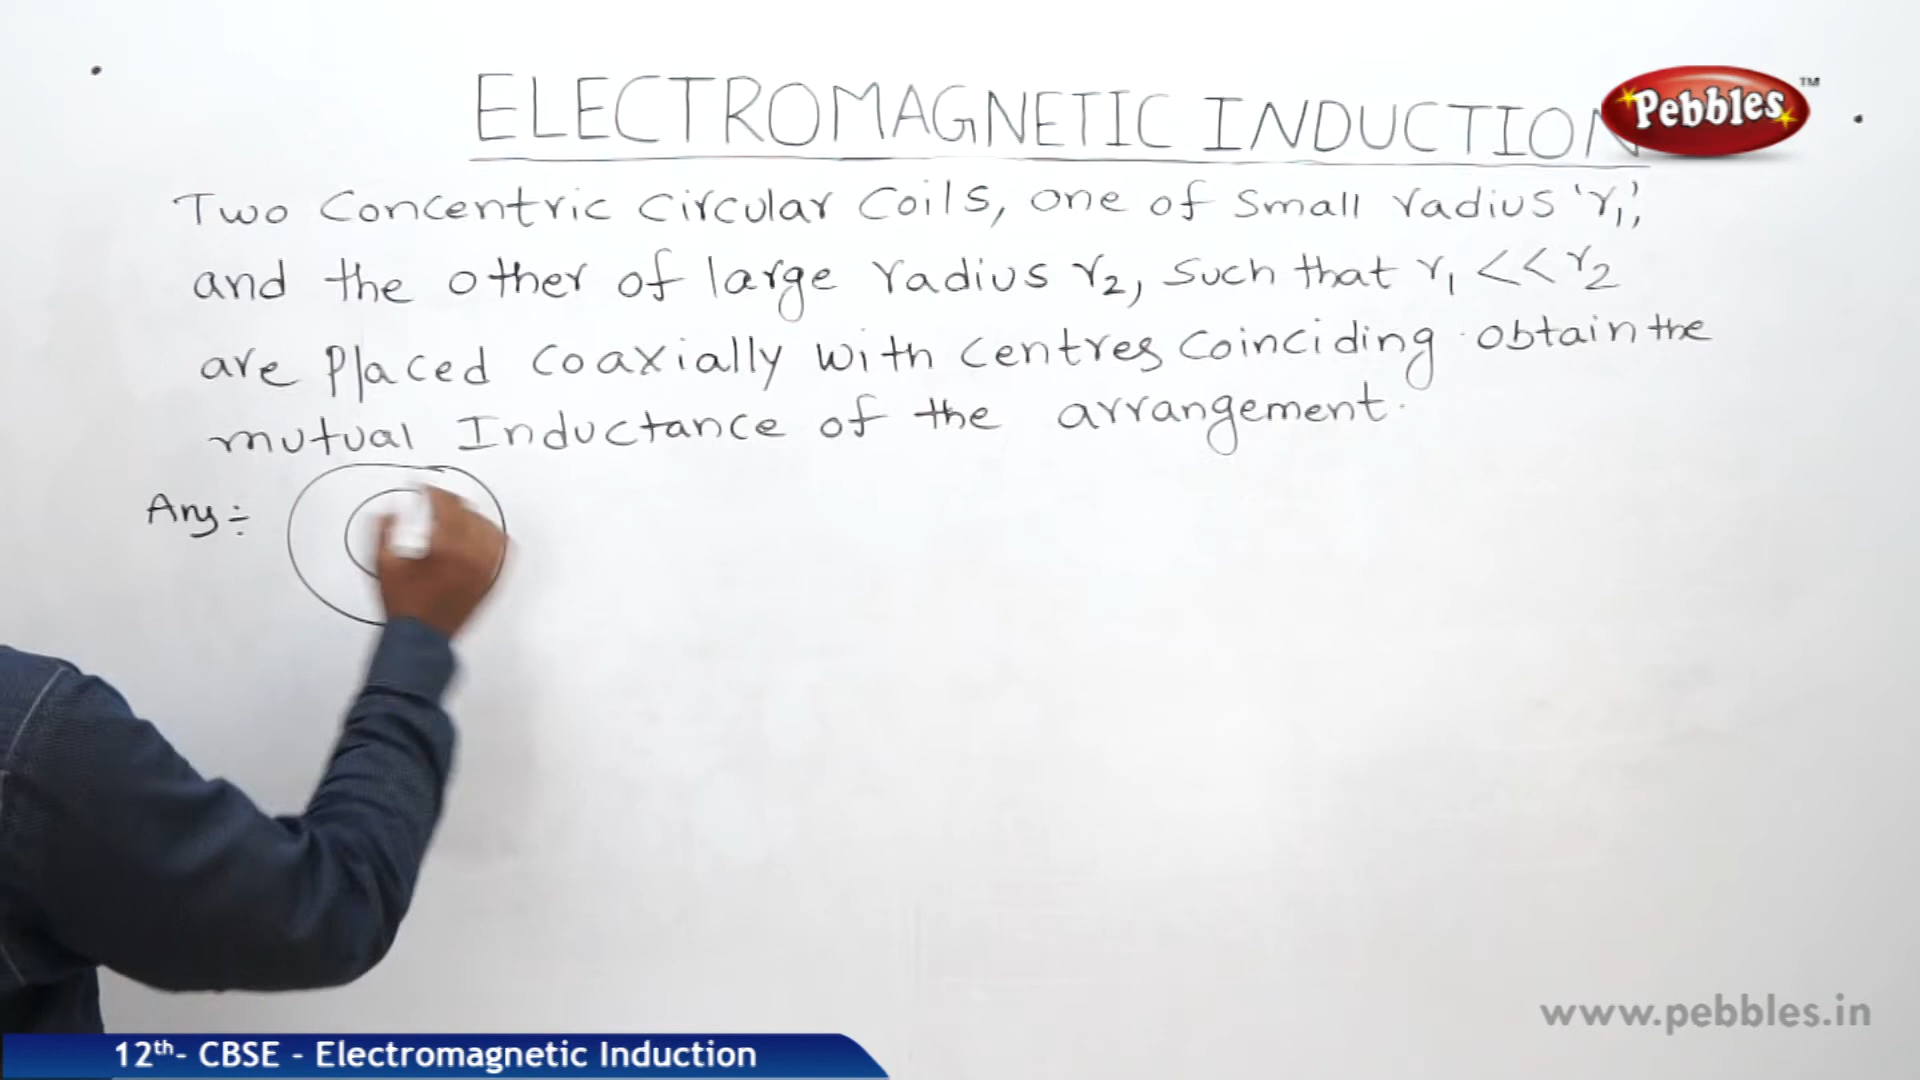 ELECTROMAGNETIC INDUCTION
Pebbles™
Two Concentric Circular Coils, one of Small radius 'r₁',
and the other of large radius r₂, Such that r₁ << r₂
are Placed coaxially with centres coinciding. obtain the
mutual Inductance of the arrangement.
Ans:-
www.pebbles.in
12th- CBSE - Electromagnetic Induction